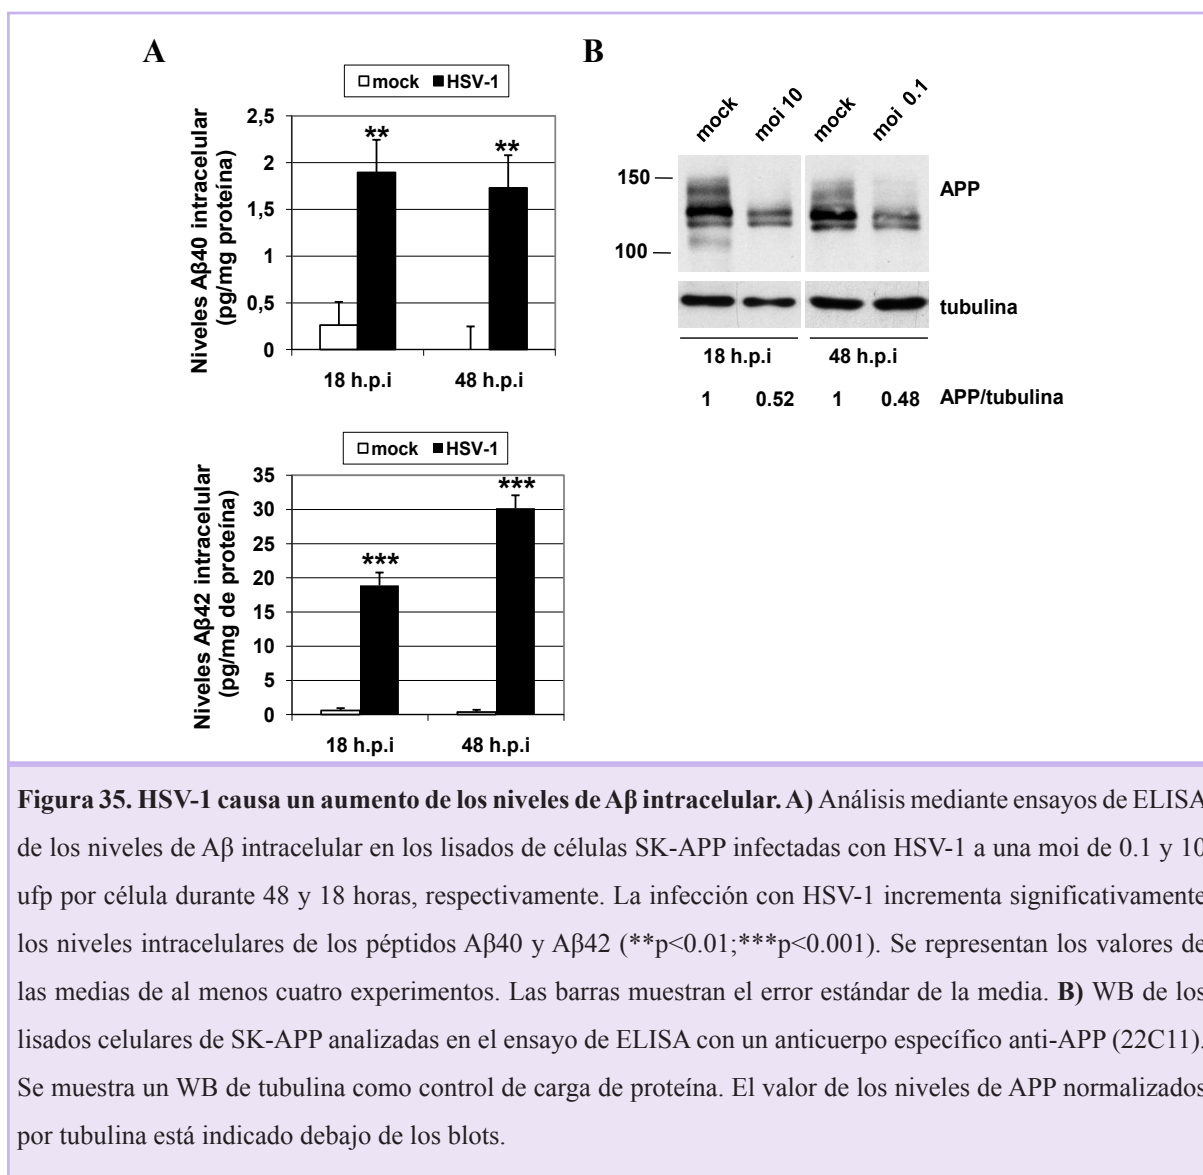 A
mock HSV-1
Niveles Aβ40 intracelular
(pg/mg proteína)
2,5
2
1,5
1
0,5
0
**
**
18 h.p.i 48 h.p.i
mock HSV-1
Niveles Aβ42 intracelular
(pg/mg de proteína)
35
30
25
20
15
10
5
0
***
***
18 h.p.i 48 h.p.i
B
mock moi 10 mock moi 0.1
150
100
APP
tubulina
18 h.p.i 48 h.p.i
1 0.52 1 0.48 APP/tubulina
Figura 35. HSV-1 causa un aumento de los niveles de Aβ intracelular. A) Análisis mediante ensayos de ELISA
de los niveles de Aβ intracelular en los lisados de células SK-APP infectadas con HSV-1 a una moi de 0.1 y 10
ufp por célula durante 48 y 18 horas, respectivamente. La infección con HSV-1 incrementa significativamente
los niveles intracelulares de los péptidos Aβ40 y Aβ42 (**p<0.01;***p<0.001). Se representan los valores de
las medias de al menos cuatro experimentos. Las barras muestran el error estándar de la media. B) WB de los
lisados celulares de SK-APP analizadas en el ensayo de ELISA con un anticuerpo específico anti-APP (22C11).
Se muestra un WB de tubulina como control de carga de proteína. El valor de los niveles de APP normalizados
por tubulina está indicado debajo de los blots.